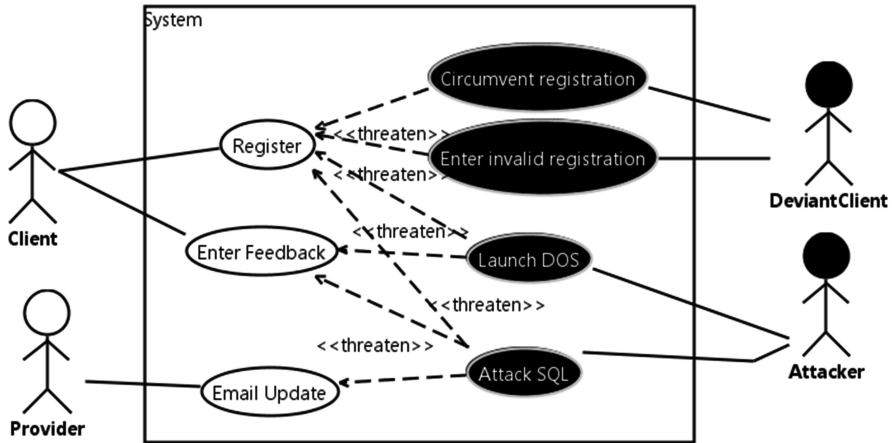 System
Circumvent registration
<<threaten>>
Register
Enter invalid registration
<<threaten>>
DeviantClient
<<threaten>>
Client
Enter Feedback
Launch DOS
<<threaten>>
<<threaten>>
Attack SQL
Attacker
Email Update
Provider